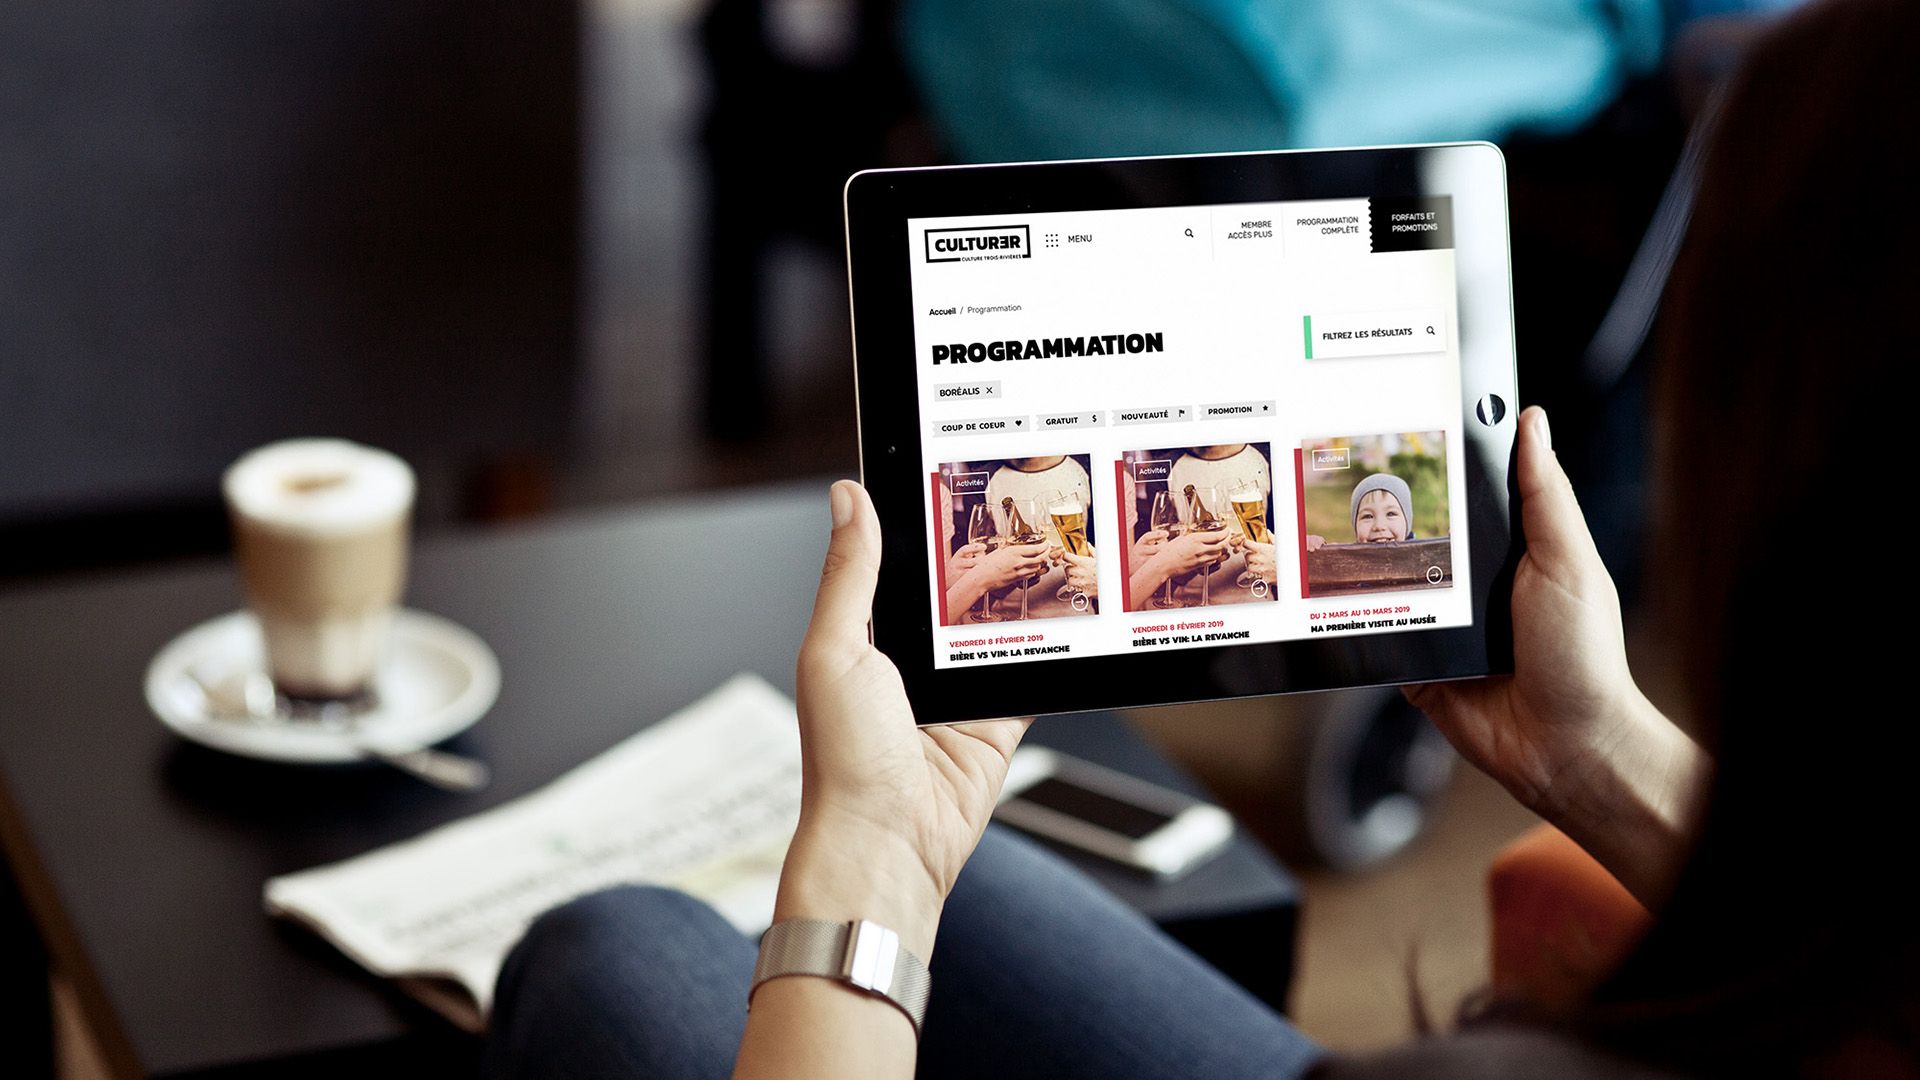 CULTURƎR
CULTURE TROIS-RIVIÈRES
MENU
MEMBRE
ACCÈS PLUS
PROGRAMMATION
COMPLÈTE
FORFAITS ET
PROMOTIONS
Accueil / Programmation
PROGRAMMATION
FILTREZ LES RÉSULTATS
BORÉALIS ×
COUP DE COEUR
GRATUIT $
NOUVEAUTÉ
PROMOTION
Activités
Activités
Activités
VENDREDI 8 FÉVRIER 2019
BIÈRE VS VIN: LA REVANCHE
VENDREDI 8 FÉVRIER 2019
BIÈRE VS VIN: LA REVANCHE
DU 2 MARS AU 10 MARS 2019
MA PREMIÈRE VISITE AU MUSÉE